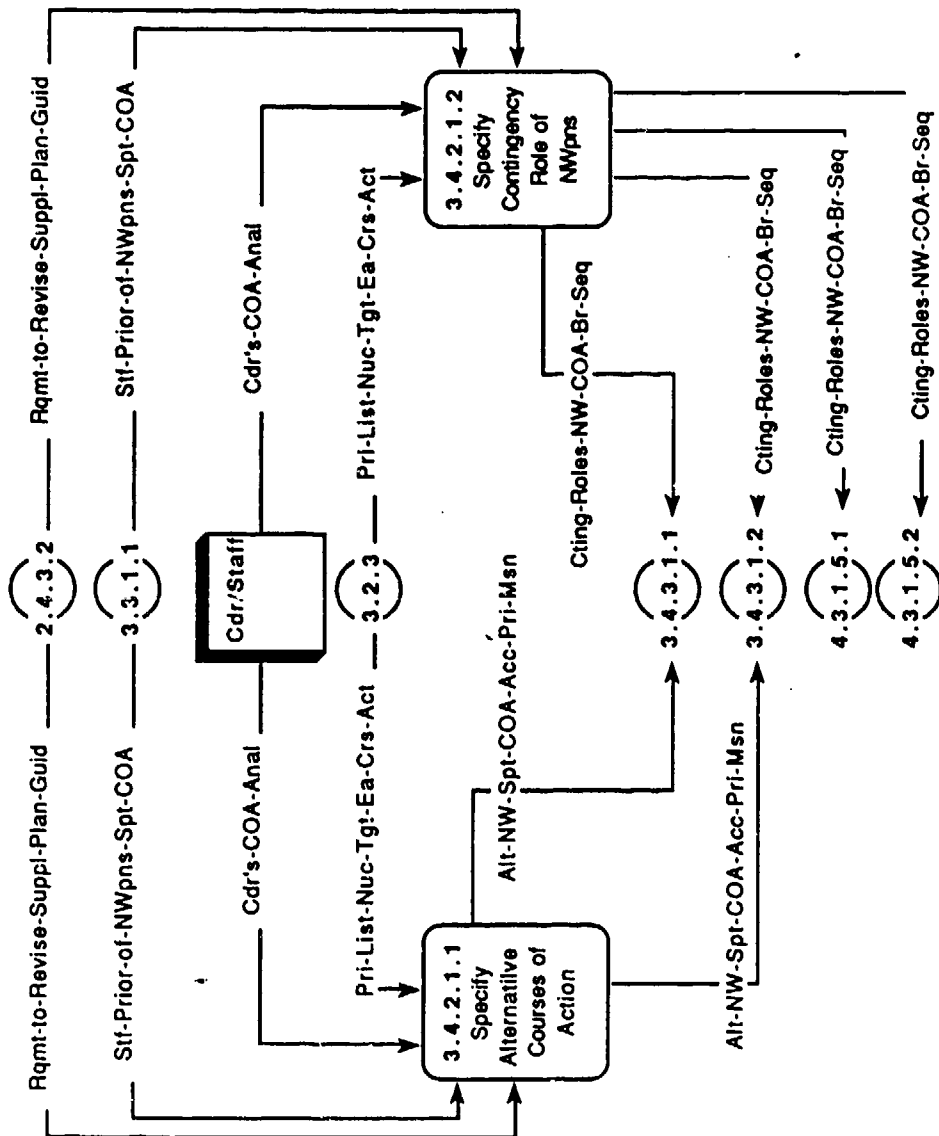 Rqmt-to-Revise-Suppl-Plan-Guid
2.4.3.2
Rqmt-to-Revise-Suppl-Plan-Guid
Stf-Prior-of-NWpns-Spt-COA
3.3.1.1
Stf-Prior-of-NWpns-Spt-COA
Cdr's-COA-Anal
Cdr/Staff
Cdr's-COA-Anal
Pri-List-Nuc-Tgt-Ea-Crs-Act
3.2.3
Pri-List-Nuc-Tgt-Ea-Crs-Act
3.4.2.1.1
Specify
Alternatilve
Courses of
Action
3.4.2.1.2
Specify
Contingency
Role of
NWpns
Alt-NW-Spt-COA-Acc-Pri-Msn
Cting-Roles-NW-COA-Br-Seq
3.4.3.1.1
Alt-NW-Spt-COA-Acc-Pri-Msn
3.4.3.1.2
Cting-Roles-NW-COA-Br-Seq
4.3.1.5.1
Cting-Roles-NW-COA-Br-Seq
4.3.1.5.2
Cting-Roles-NW-COA-Br-Seq